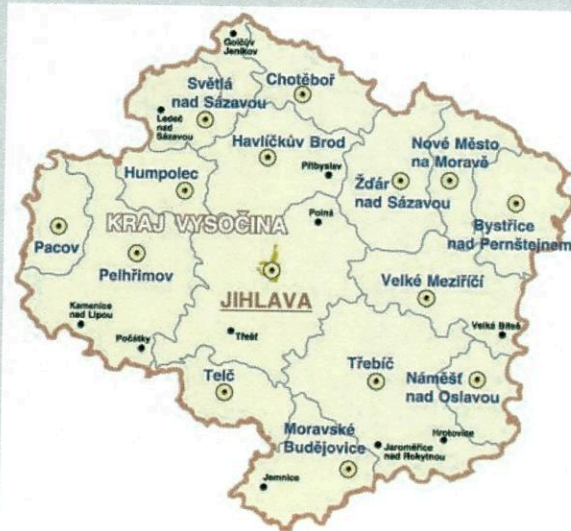 Golčův
Jeníkov
Světlá
nad Sázavou
Chotěboř
Ledeč
nad
Sázavou
Havlíčkův Brod
Nové Město
na Moravě
Přibyslav
Humpolec
Žďár
nad Sázavou
Polná
Bystřice
nad Pernštejnem
KRAJ VYSOČINA
Pacov
Pelhřimov
Velké Meziříčí
JIHLAVA
Kamenice
nad Lipou
Velká Bíteš
Třešť
Počátky
Telč
Třebíč
Náměšť
nad Oslavou
Moravské
Budějovice
Hrotovice
Jaroměřice
nad Rokytnou
Jemnice